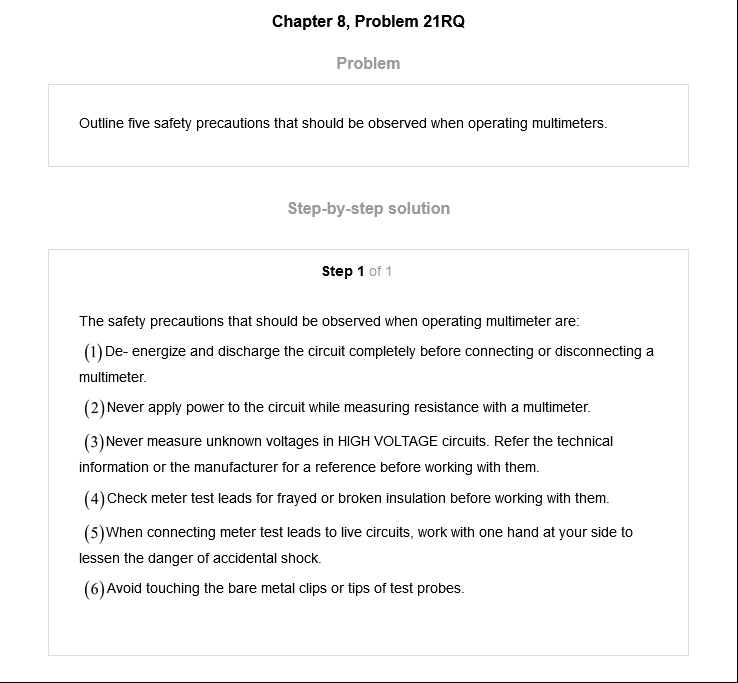 Chapter 8, Problem 21RQ
Problem
Outline five safety precautions that should be observed when operating multimeters.
Step-by-step solution
Step 1 of 1
The safety precautions that should be observed when operating multimeter are:
(1) De- energize and discharge the circuit completely before connecting or disconnecting a
multimeter.
(2) Never apply power to the circuit while measuring resistance with a multimeter.
(3) Never measure unknown voltages in HIGH VOLTAGE circuits. Refer the technical
information or the manufacturer for a reference before working with them.
(4) Check meter test leads for frayed or broken insulation before working with them.
(5) When connecting meter test leads to live circuits, work with one hand at your side to
lessen the danger of accidental shock.
(6) Avoid touching the bare metal clips or tips of test probes.